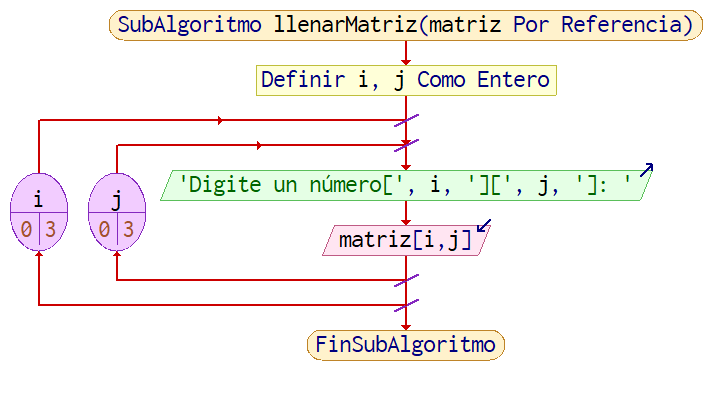 SubAlgoritmo llenarMatriz(matriz Por Referencia)
Definir i, j Como Entero
i
0 3
j
0 3
'Digite un número[', i, '][', j, ']: '
matriz[i,j]
FinSubAlgoritmo